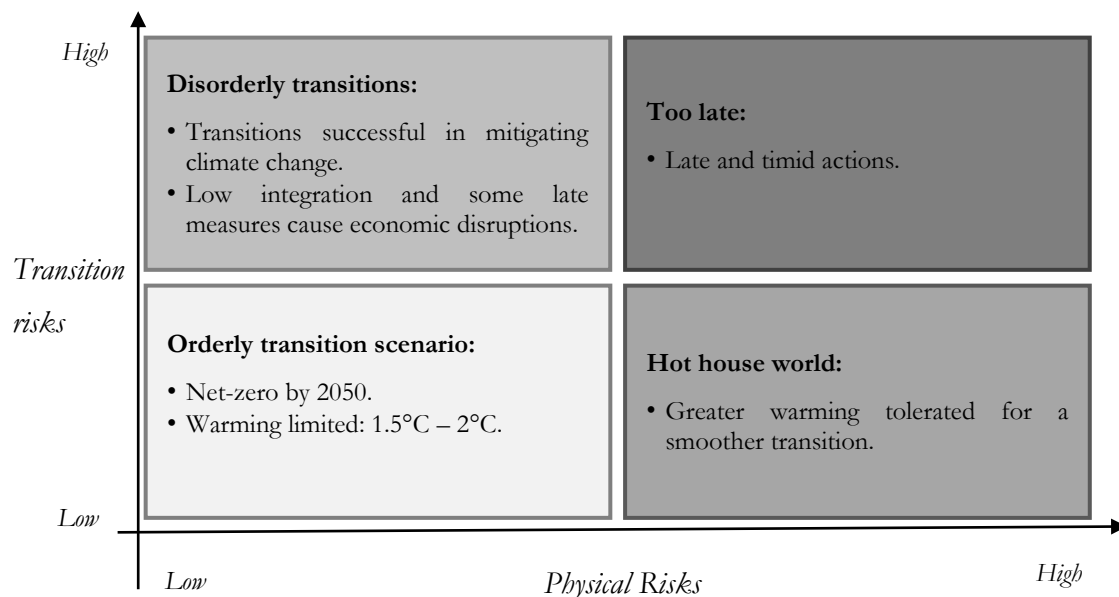 High
Disorderly transitions:
• Transitions successful in mitigating
climate change.
• Low integration and some late
measures cause economic disruptions.
Too late:
• Late and timid actions.
Transition
risks
Orderly transition scenario:
• Net-zero by 2050.
• Warming limited: 1.5°C – 2°C.
Hot house world:
• Greater warming tolerated for a
smoother transition.
Low
Low
Physical Risks
High